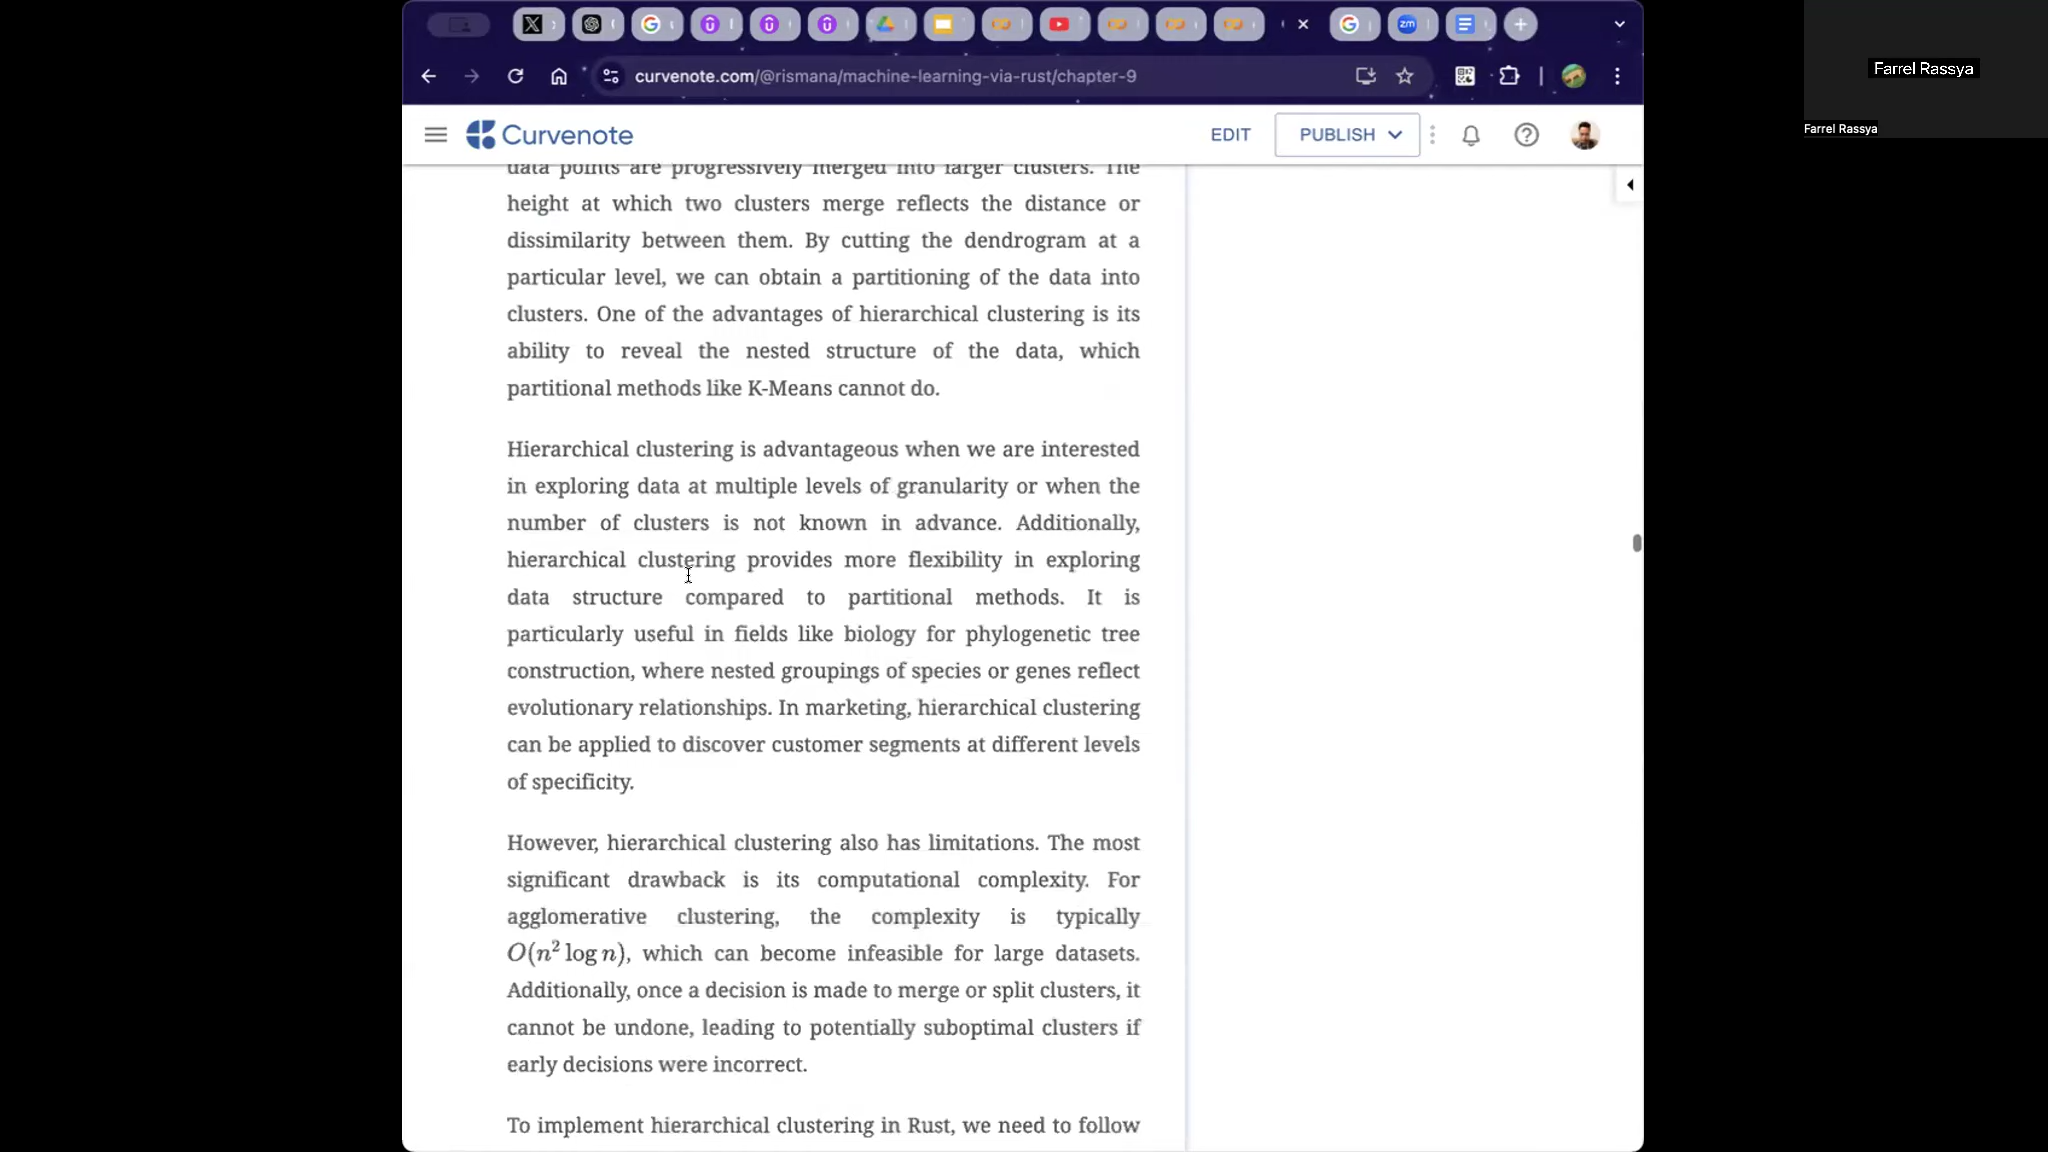 curvenote.com/@rismana/machine-learning-via-rust/chapter-9
Curvenote
EDIT
PUBLISH
data points are progressively merged into larger clusters. The
height at which two clusters merge reflects the distance or
dissimilarity between them. By cutting the dendrogram at a
particular level, we can obtain a partitioning of the data into
clusters. One of the advantages of hierarchical clustering is its
ability to reveal the nested structure of the data, which
partitional methods like K-Means cannot do.
Hierarchical clustering is advantageous when we are interested
in exploring data at multiple levels of granularity or when the
number of clusters is not known in advance. Additionally,
hierarchical clustering provides more flexibility in exploring
data structure compared to partitional methods. It is
particularly useful in fields like biology for phylogenetic tree
construction, where nested groupings of species or genes reflect
evolutionary relationships. In marketing, hierarchical clustering
can be applied to discover customer segments at different levels
of specificity.
However, hierarchical clustering also has limitations. The most
significant drawback is its computational complexity. For
agglomerative clustering, the complexity is typically
O(n² log n), which can become infeasible for large datasets.
Additionally, once a decision is made to merge or split clusters, it
cannot be undone, leading to potentially suboptimal clusters if
early decisions were incorrect.
To implement hierarchical clustering in Rust, we need to follow
Farrel Rassya
Farrel Rassya